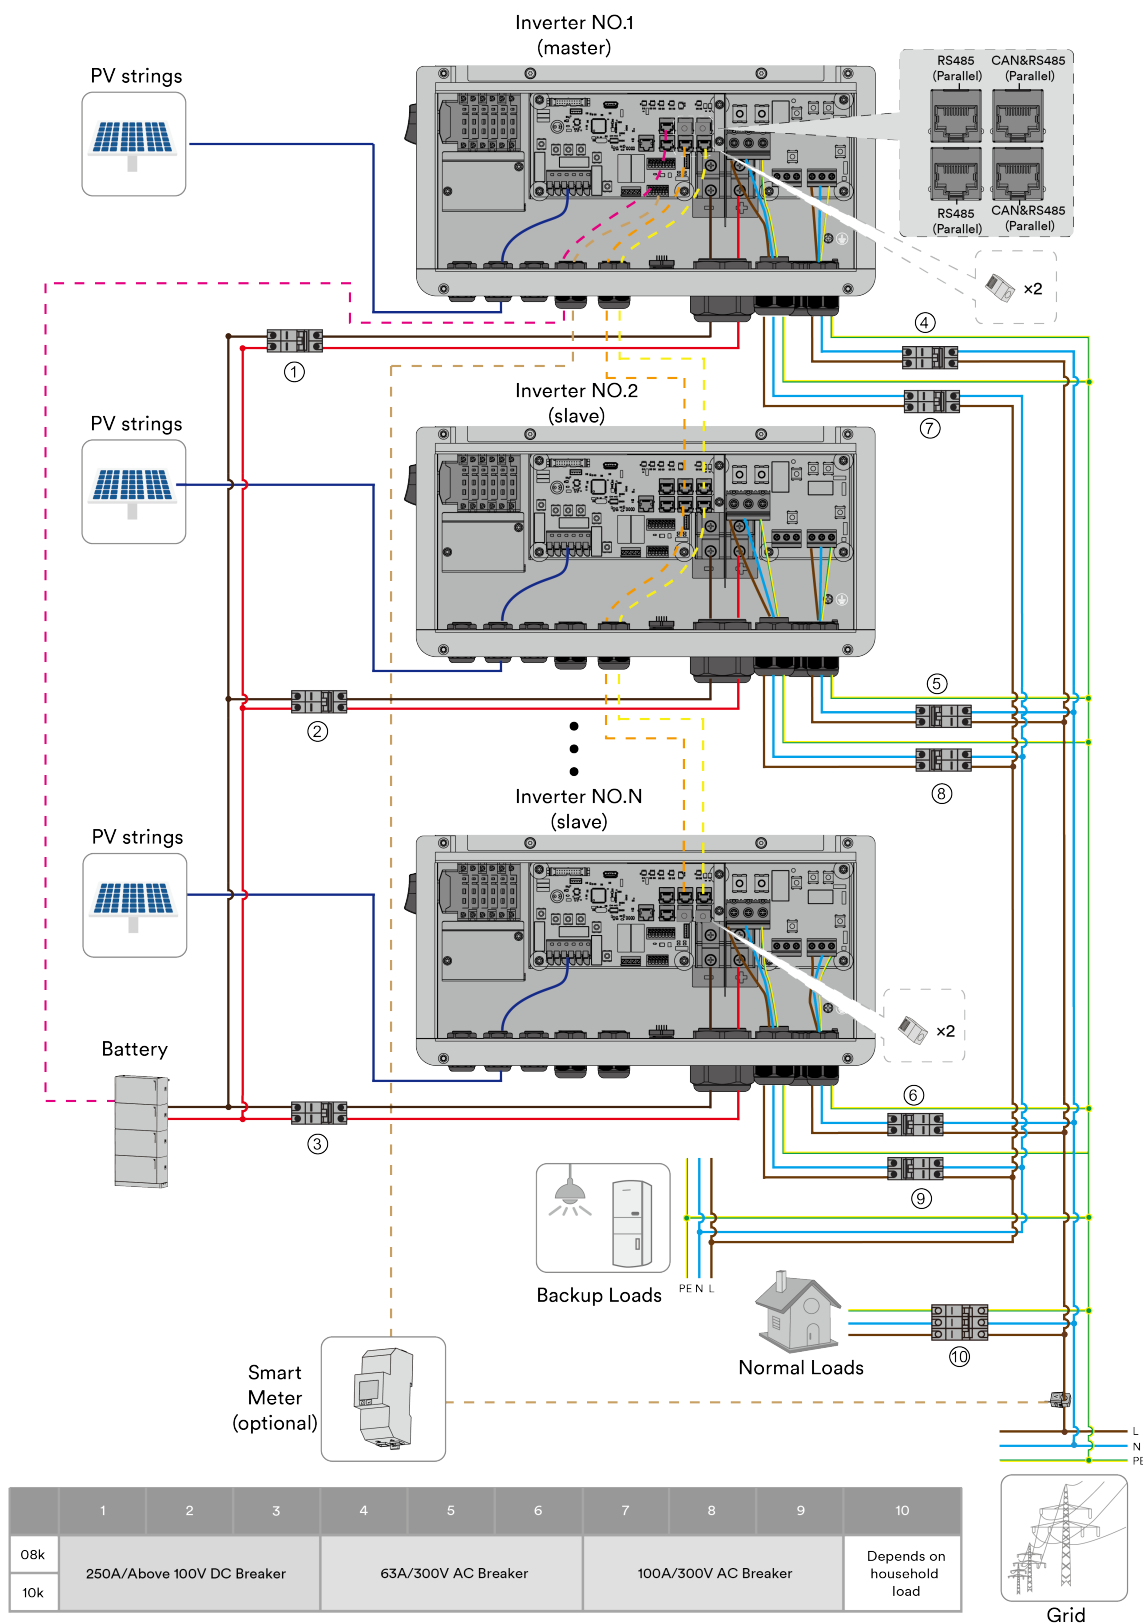 Inverter NO.1
(master)
PV strings
RS485
(Parallel)
CAN&RS485
(Parallel)
RS485
(Parallel)
CAN&RS485
(Parallel)
×2
4
1
7
Inverter NO.2
(slave)
PV strings
5
2
8
Inverter NO.N
(slave)
PV strings
×2
Battery
6
3
9
Backup Loads
PE N L
Normal Loads
10
Smart
Meter
(optional)
L
N
PE
1 2 3 4 5 6 7 8 9 10
08k
10k
250A/Above 100V DC Breaker
63A/300V AC Breaker
100A/300V AC Breaker
Depends on
household
load
Grid